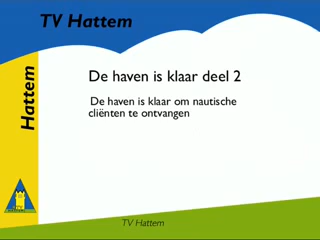 TV Hattem
De haven is klaar deel 2
De haven is klaar om nautische
cliënten te ontvangen
Hattem
TV Hattem